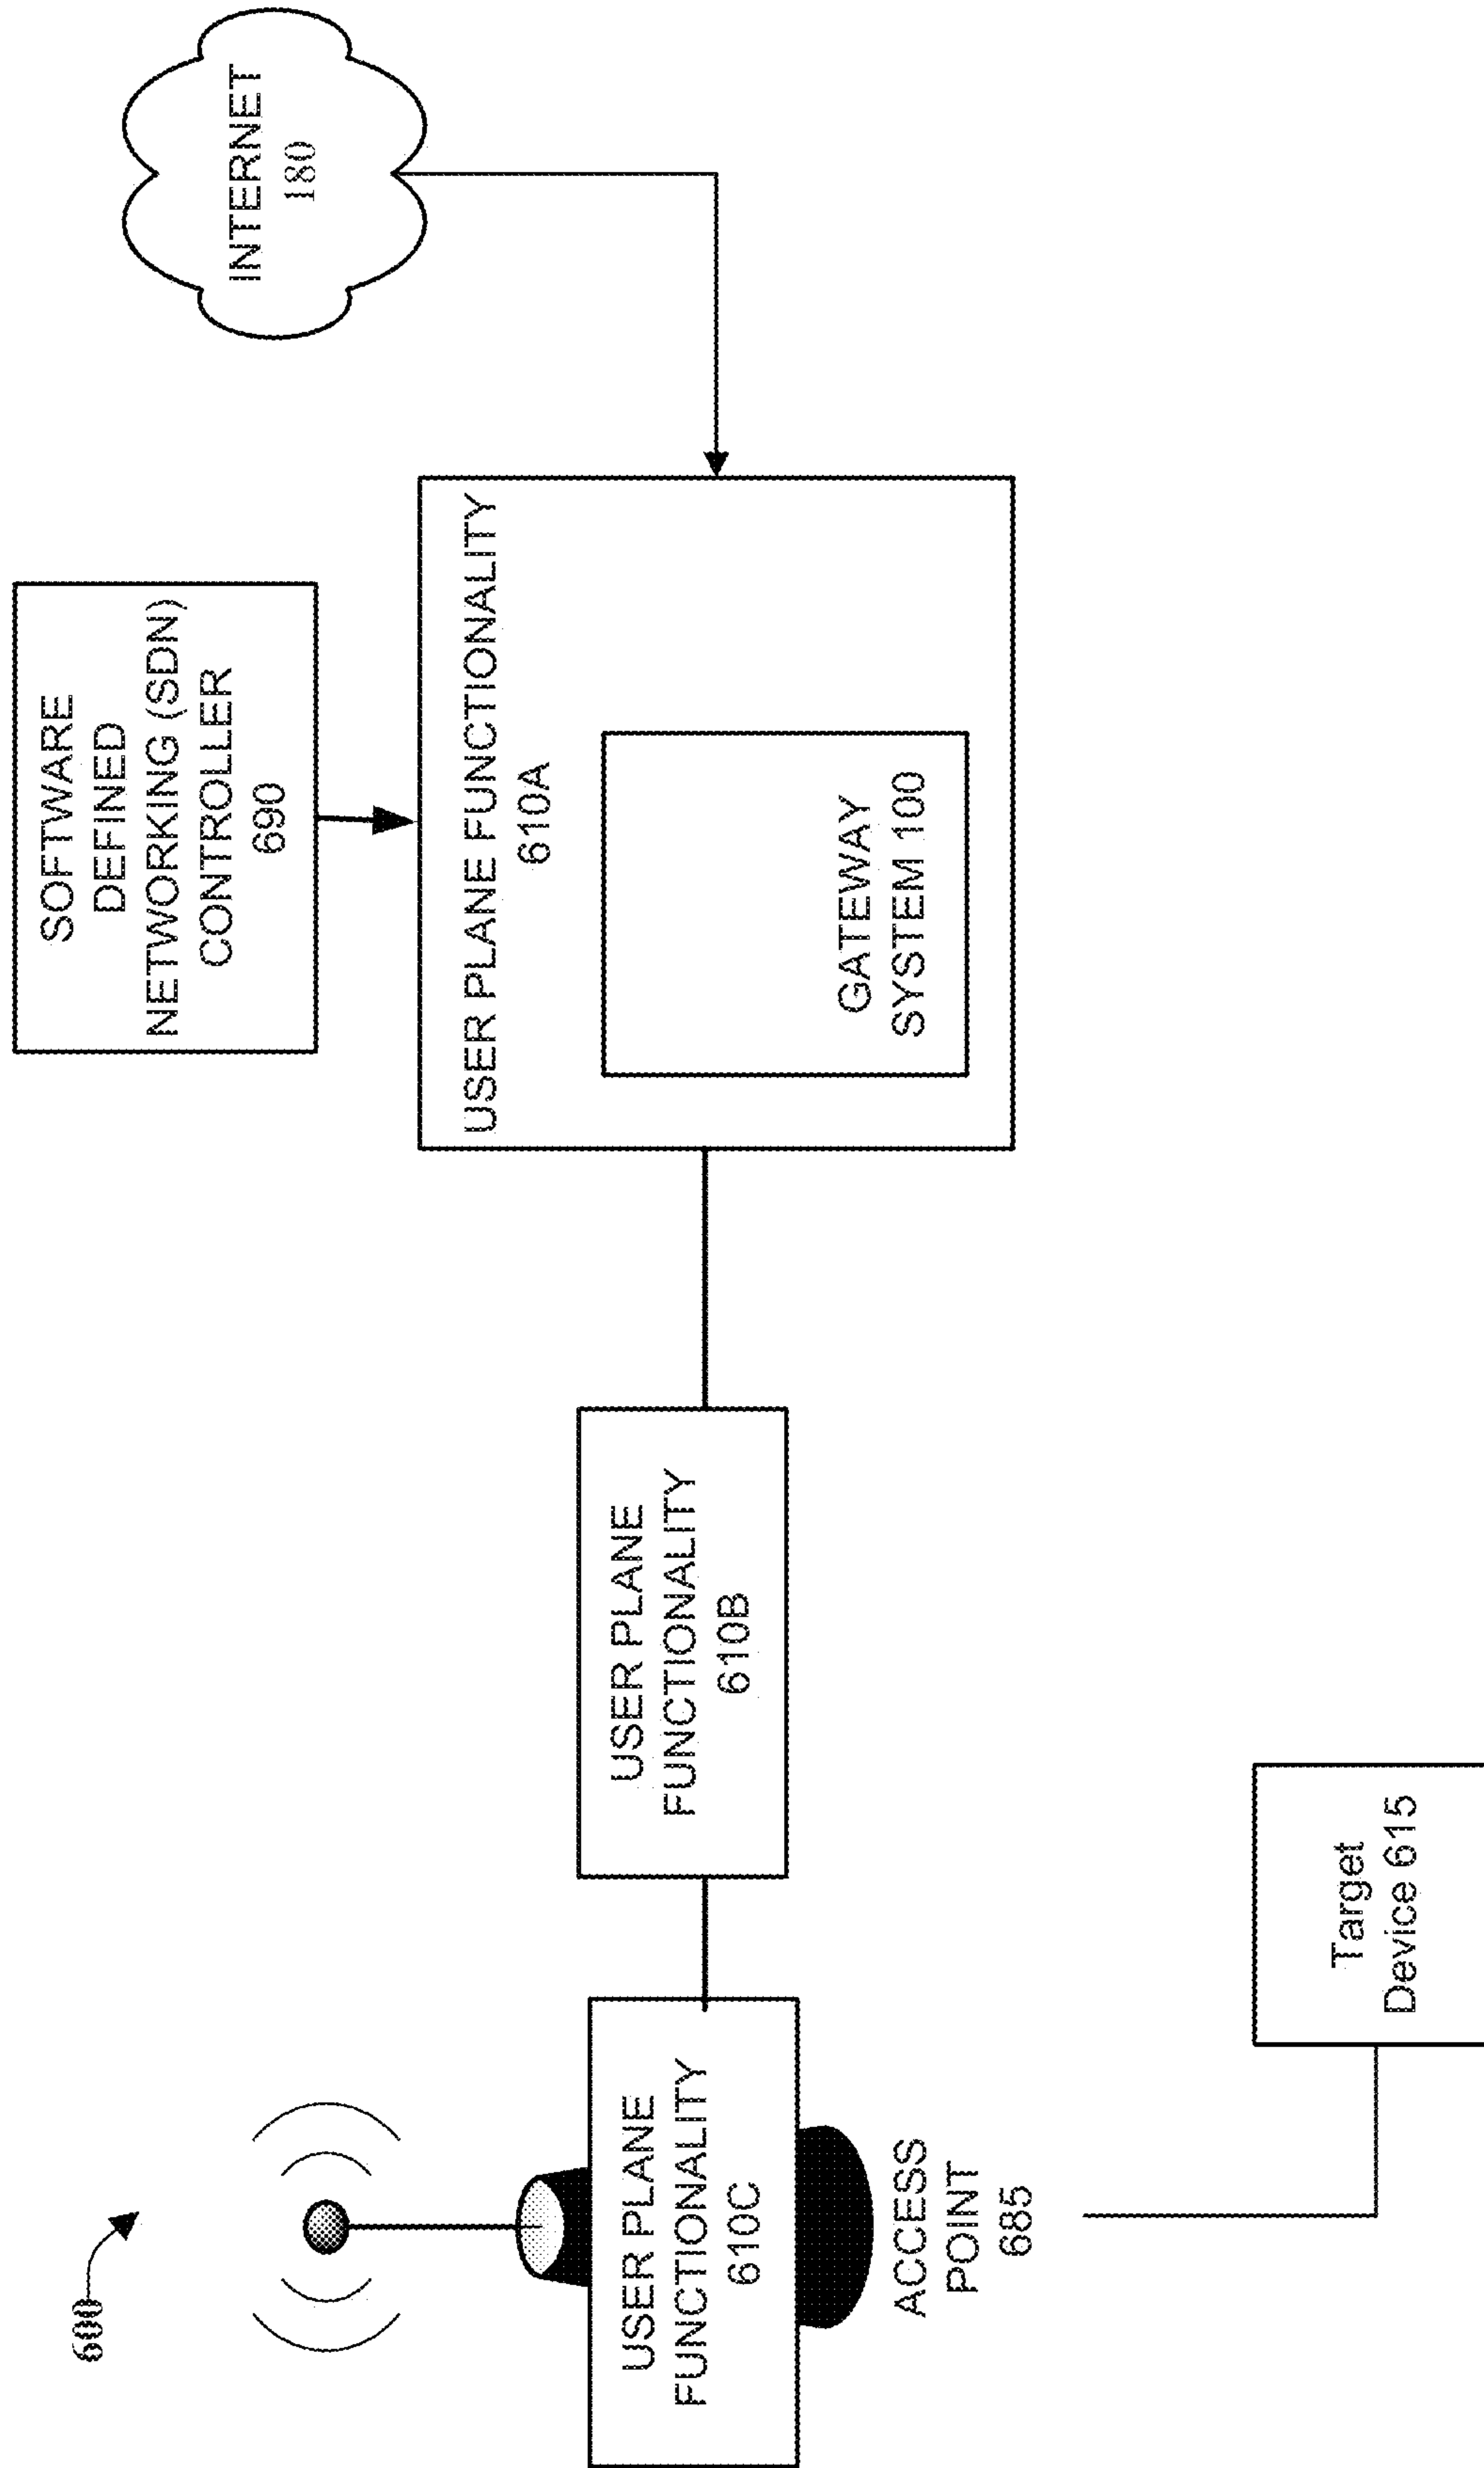 600
SOFTWARE
DEFINED
NETWORKING (SDN)
CONTROLLER
690
INTERNET
180
USER PLANE FUNCTIONALITY
610A
GATEWAY
SYSTEM 100
USER PLANE
FUNCTIONALITY
610B
USER PLANE
FUNCTIONALITY
610C
ACCESS
POINT
685
Target
Device 615